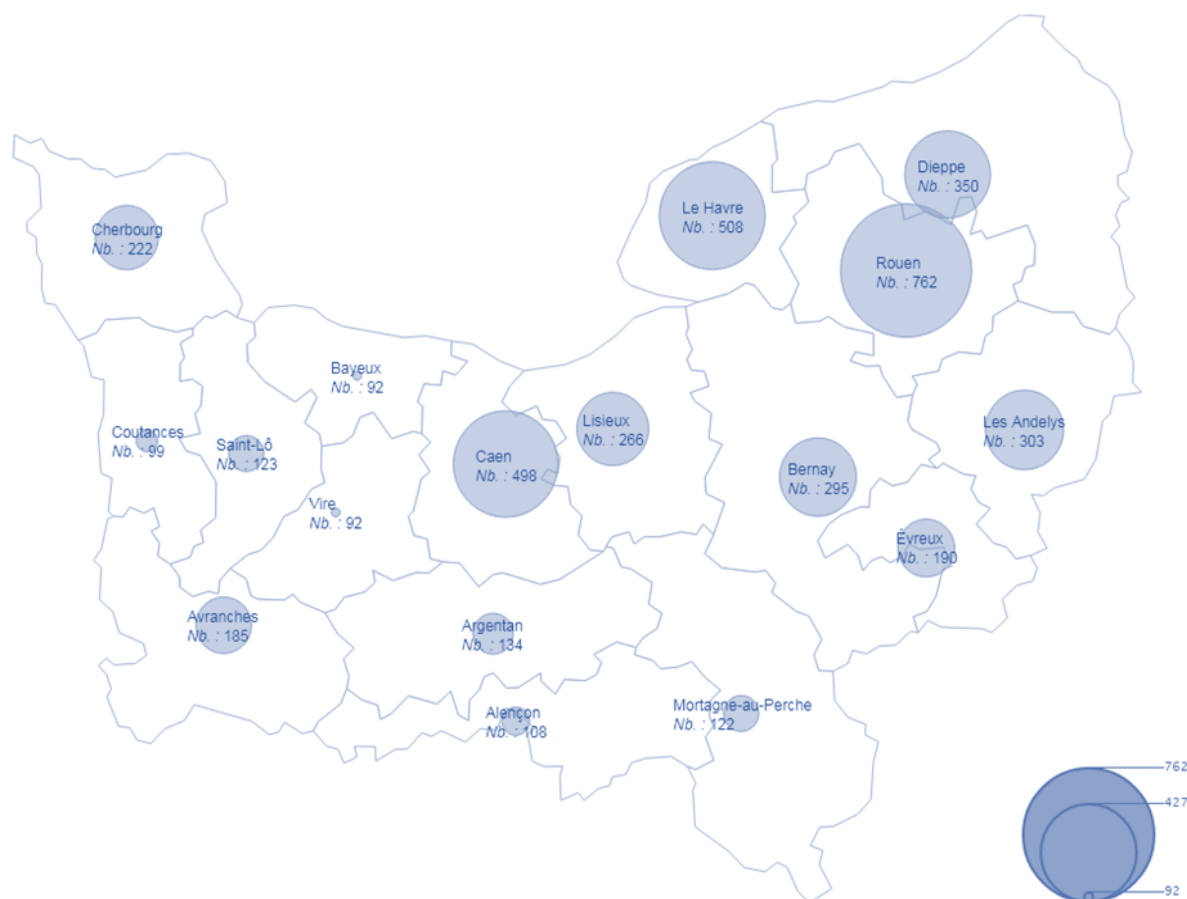 Dieppe
Nb. : 350
Le Havre
Nb. : 508
Cherbourg
Nb. : 222
Rouen
Nb. : 762
Bayeux
Nb. : 92
Lisieux
Nb. : 266
Les Andelys
Nb. : 303
Coutances
Nb. : 99
Saint-Lô
Nb. : 123
Caen
Nb. : 498
Bernay
Nb. : 295
Vire
Nb. : 92
Évreux
Nb. : 190
Avranches
Nb. : 185
Argentan
Nb. : 134
Alençon
Nb. : 108
Mortagne-au-Perche
Nb. : 122
762
427
92